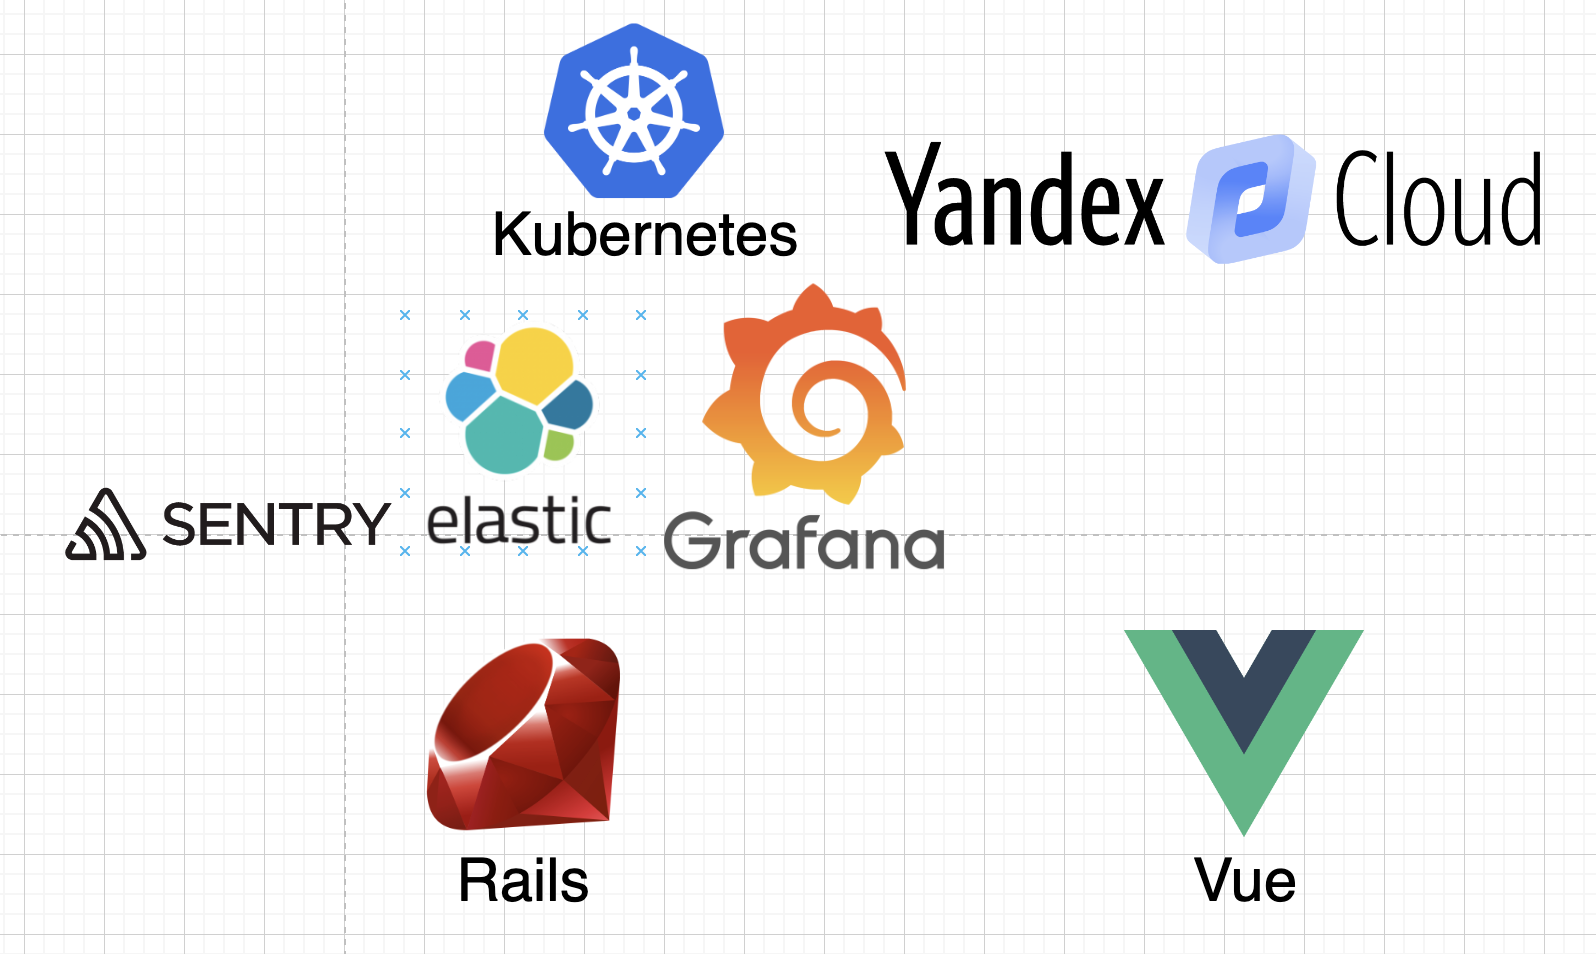 Kubernetes
Yandex Cloud
SENTRY
elastic
Grafana
Rails
Vue